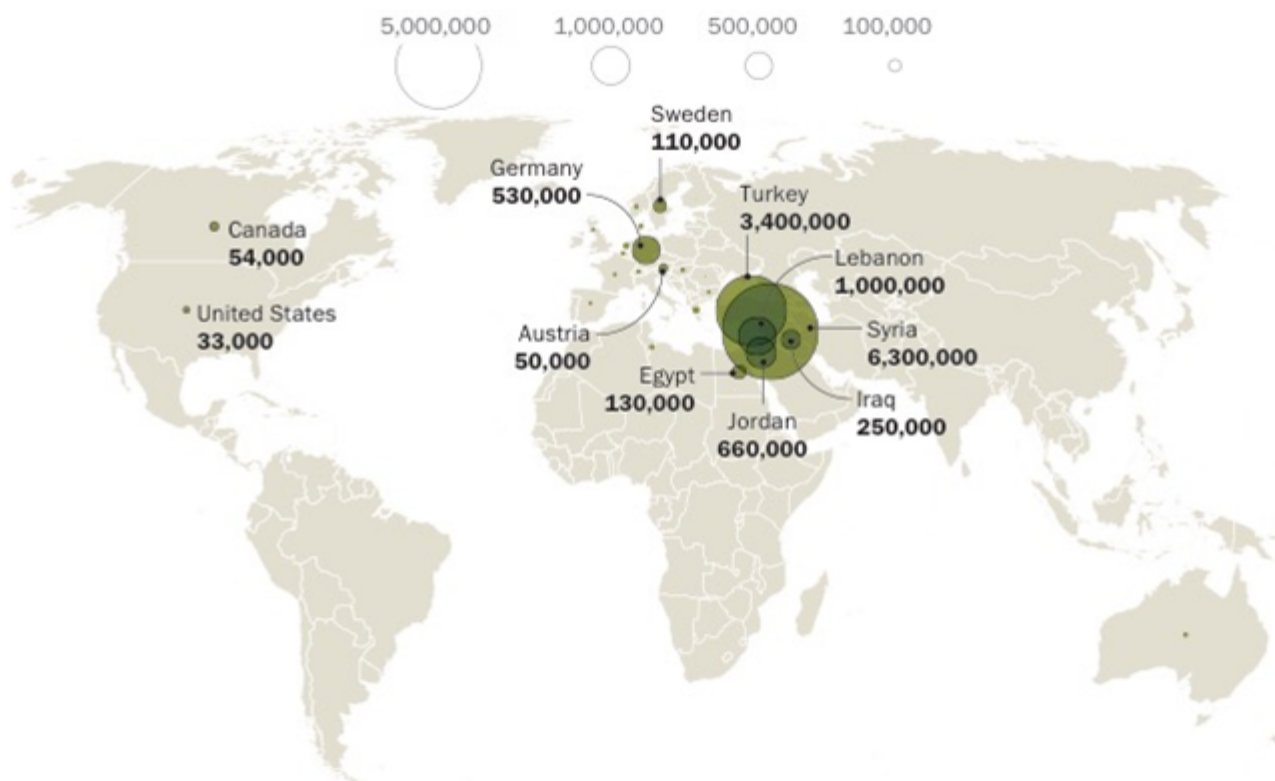 5,000,000
1,000,000
500,000
100,000
Sweden
110,000
Germany
530,000
Turkey
3,400,000
Canada
54,000
Lebanon
1,000,000
United States
33,000
Austria
50,000
Syria
6,300,000
Egypt
130,000
Iraq
250,000
Jordan
660,000